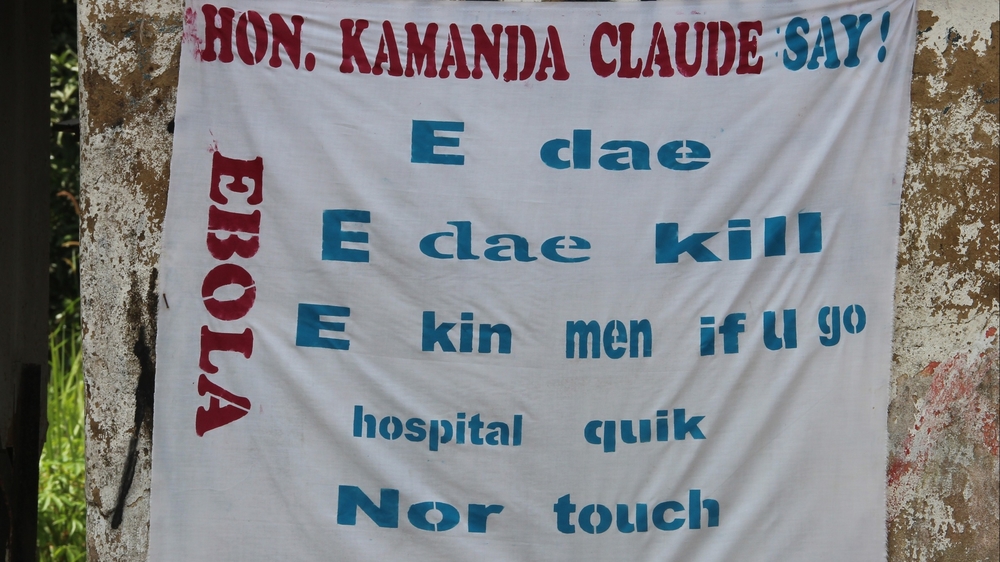 HON. KAMANDA CLAUDE SAY!
EBOLA
E dae
E dae kill
E kin men if U go
hospital quik
Nor touch